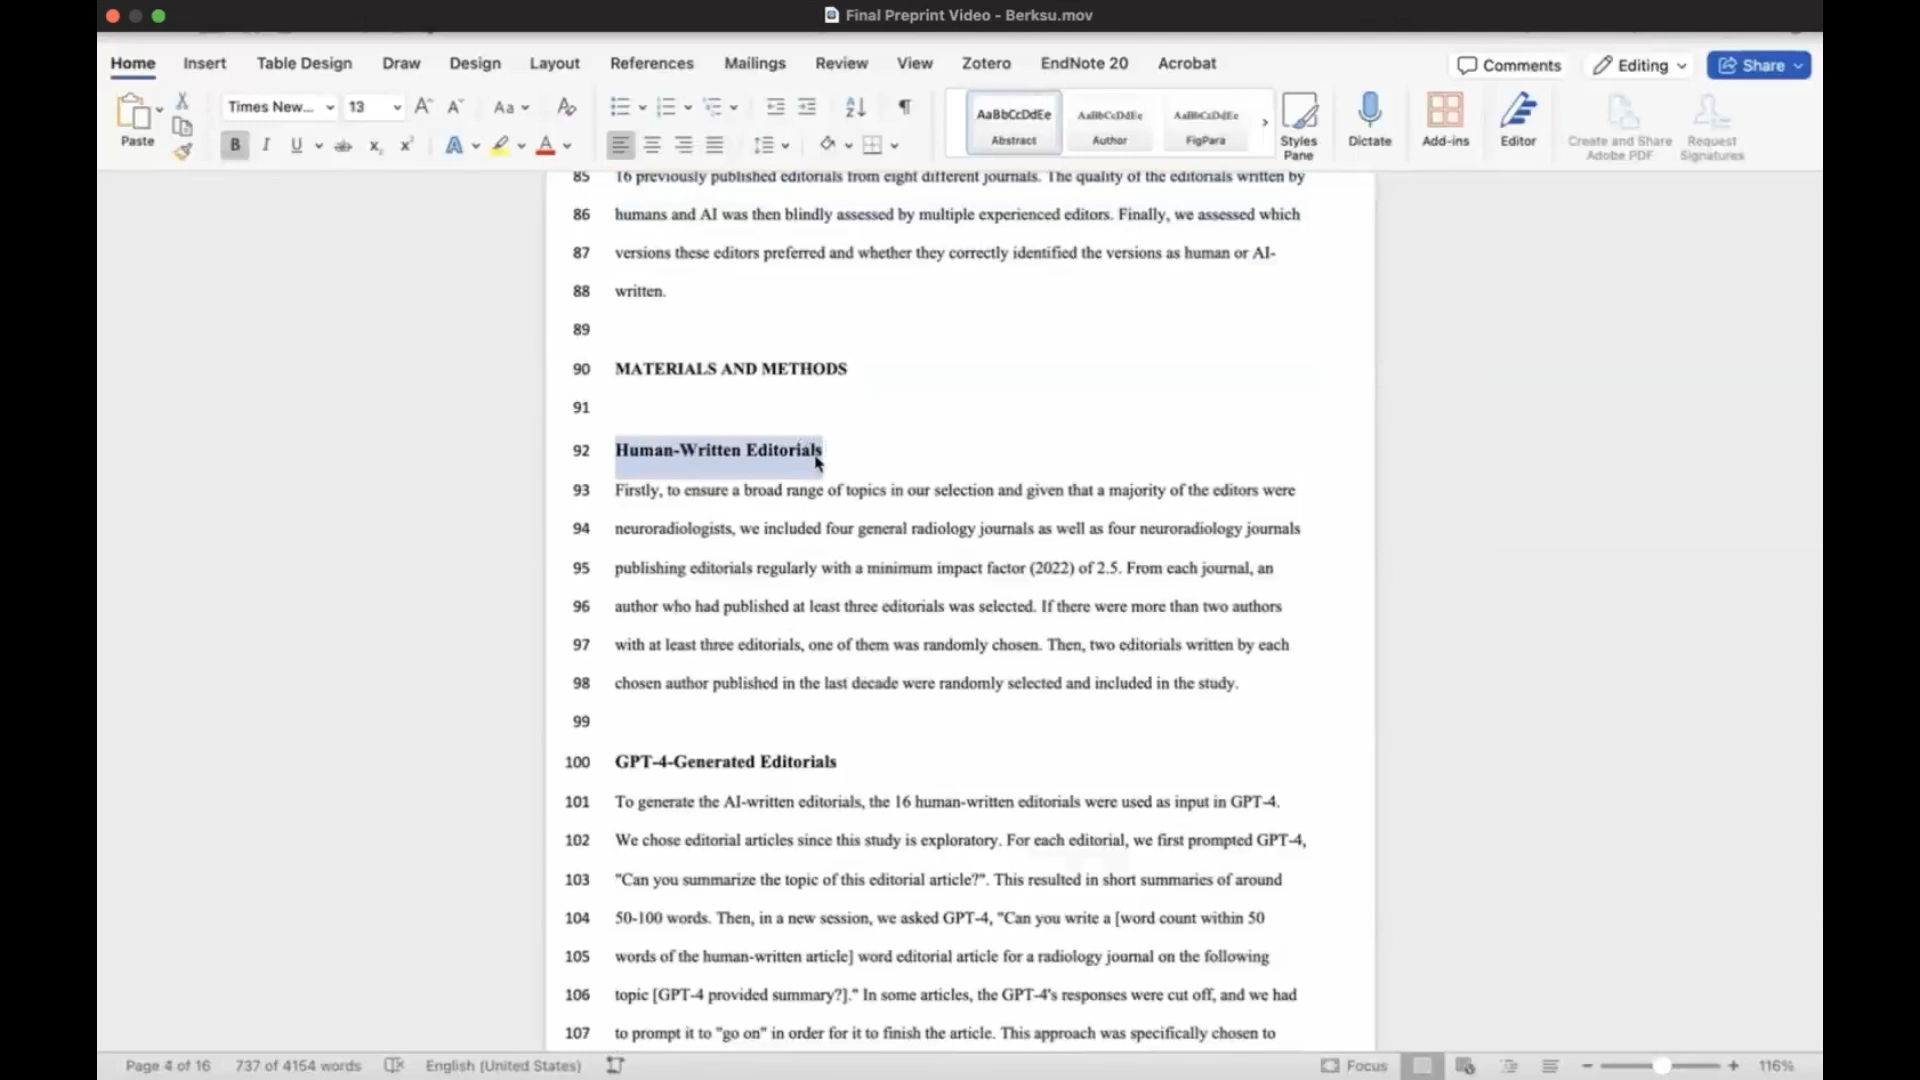 Final Preprint Video - Berksu.mov
Home Insert Table Design Draw Design Layout References Mailings Review View Zotero EndNote 20 Acrobat Comments Editing Share
Paste Times New... 13 A A Aa A
B I U ab x x A A
AaBbCcDdEe AaBbCcDdEe AaBbCcDdEe
Abstract Author FigPara
Styles Pane Dictate Add-ins Editor Create and Share Adobe PDF Request Signatures
85 16 previously published editorials from eight different journals. The quality of the editorials written by
86 humans and AI was then blindly assessed by multiple experienced editors. Finally, we assessed which
87 versions these editors preferred and whether they correctly identified the versions as human or AI-
88 written.
89
90 MATERIALS AND METHODS
91
92 Human-Written Editorials
93 Firstly, to ensure a broad range of topics in our selection and given that a majority of the editors were
94 neuroradiologists, we included four general radiology journals as well as four neuroradiology journals
95 publishing editorials regularly with a minimum impact factor (2022) of 2.5. From each journal, an
96 author who had published at least three editorials was selected. If there were more than two authors
97 with at least three editorials, one of them was randomly chosen. Then, two editorials written by each
98 chosen author published in the last decade were randomly selected and included in the study.
99
100 GPT-4-Generated Editorials
101 To generate the AI-written editorials, the 16 human-written editorials were used as input in GPT-4.
102 We chose editorial articles since this study is exploratory. For each editorial, we first prompted GPT-4,
103 "Can you summarize the topic of this editorial article?". This resulted in short summaries of around
104 50-100 words. Then, in a new session, we asked GPT-4, "Can you write a [word count within 50
105 words of the human-written article] word editorial article for a radiology journal on the following
106 topic [GPT-4 provided summary?]." In some articles, the GPT-4's responses were cut off, and we had
107 to prompt it to "go on" in order for it to finish the article. This approach was specifically chosen to
Page 4 of 16 737 of 4154 words English (United States) Focus 116%